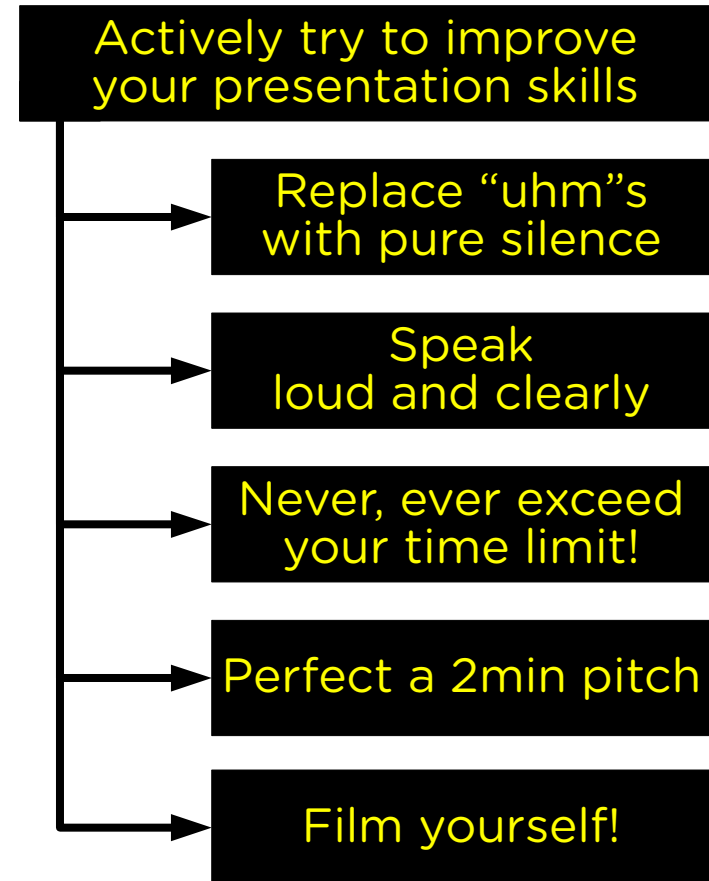 Actively try to improve
your presentation skills
Replace “uhm”s
with pure silence
Speak
loud and clearly
Never, ever exceed
your time limit!
Perfect a 2min pitch
Film yourself!